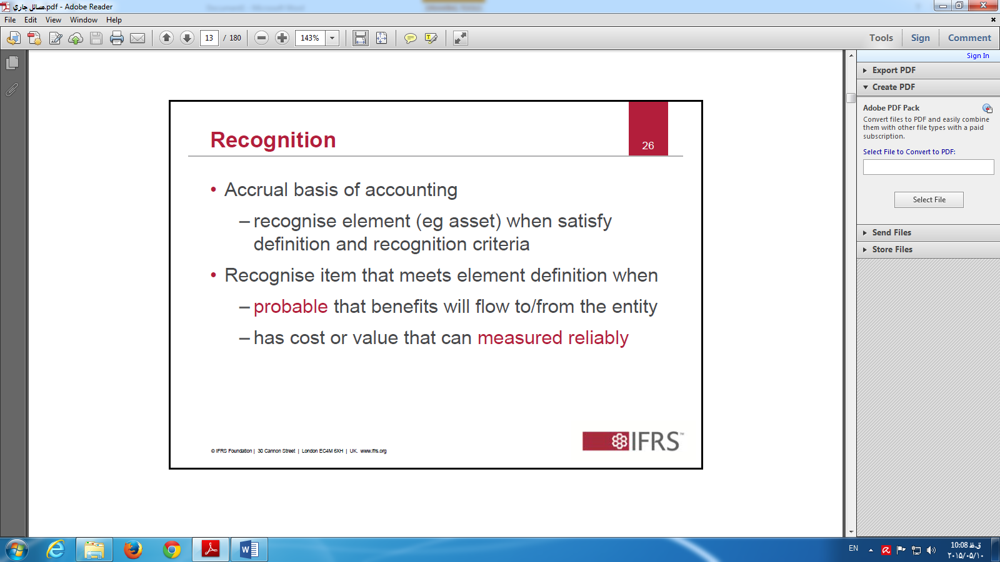 مسائل جاري.pdf - Adobe Reader
File Edit View Window Help
13 / 180 143% Tools Sign Comment
Sign In
Export PDF
Create PDF
Adobe PDF Pack
Convert files to PDF and easily combine
them with other file types with a paid
subscription.
Select File to Convert to PDF:
Select File
Send Files
Store Files
Recognition
26
• Accrual basis of accounting
– recognise element (eg asset) when satisfy
definition and recognition criteria
• Recognise item that meets element definition when
– probable that benefits will flow to/from the entity
– has cost or value that can measured reliably
© IFRS Foundation | 30 Cannon Street | London EC4M 6XH | UK. www.ifrs.org
IFRS™
EN
10:08 ق.ظ
۲۰۱۵/۰۵/۱۰